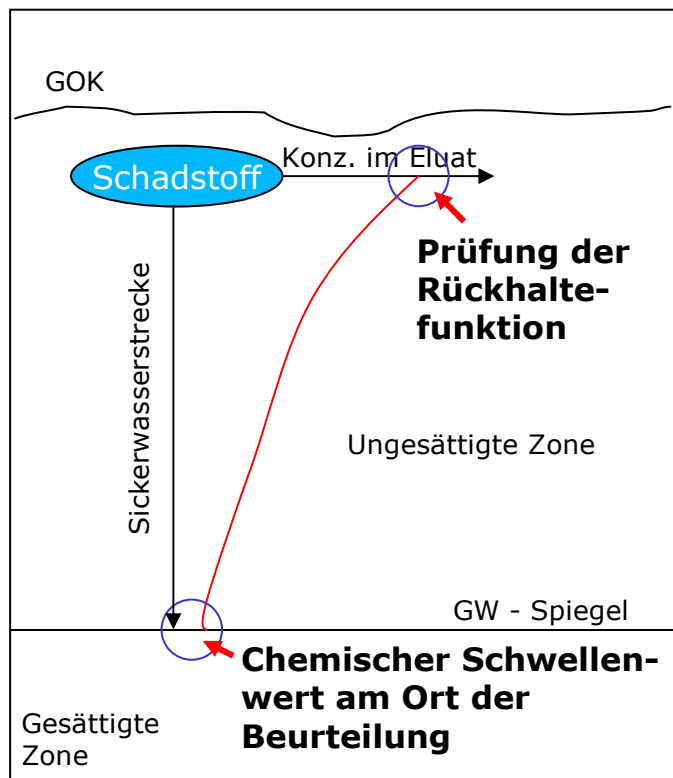 GOK
Konz. im Eluat
Schadstoff
Prüfung der
Rückhalte-
funktion
Sickerwasserstrecke
Ungesättigte Zone
GW - Spiegel
Chemischer Schwellen-
wert am Ort der
Beurteilung
Gesättigte
Zone